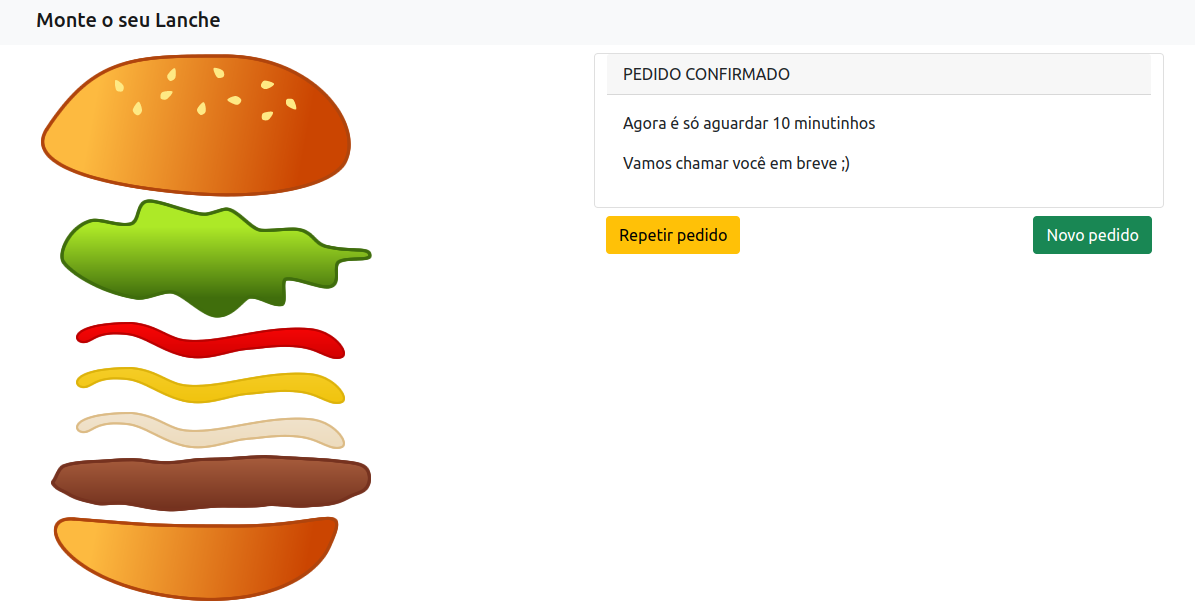 Monte o seu Lanche
PEDIDO CONFIRMADO
Agora é só aguardar 10 minutinhos
Vamos chamar você em breve ;)
Repetir pedido
Novo pedido